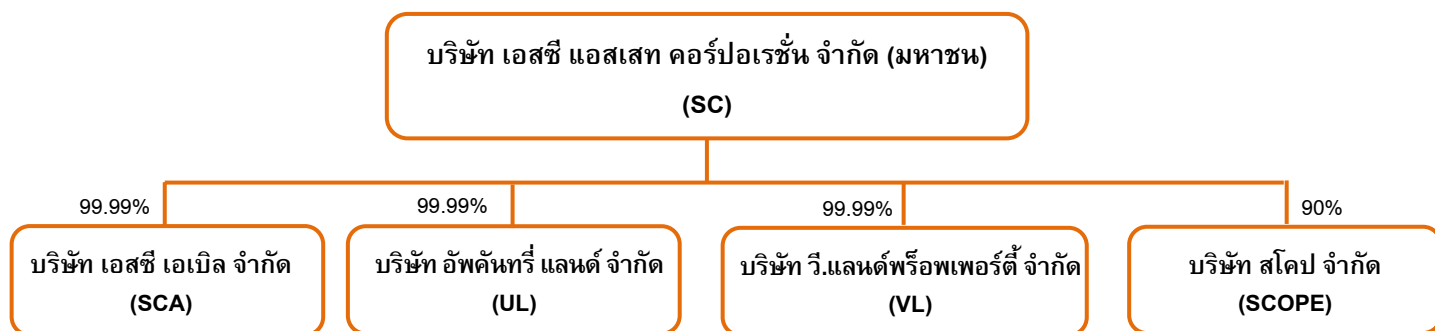 บริษัท เอสซี แอสเสท คอร์ปอเรชั่น จำกัด (มหาชน)
(SC)
99.99%
99.99%
99.99%
90%
บริษัท เอสซี เอเบิล จำกัด
(SCA)
บริษัท อัพคันทรี่ แลนด์ จำกัด
(UL)
บริษัท วี.แลนด์พร็อพเพอร์ตี้ จำกัด
(VL)
บริษัท สโคป จำกัด
(SCOPE)